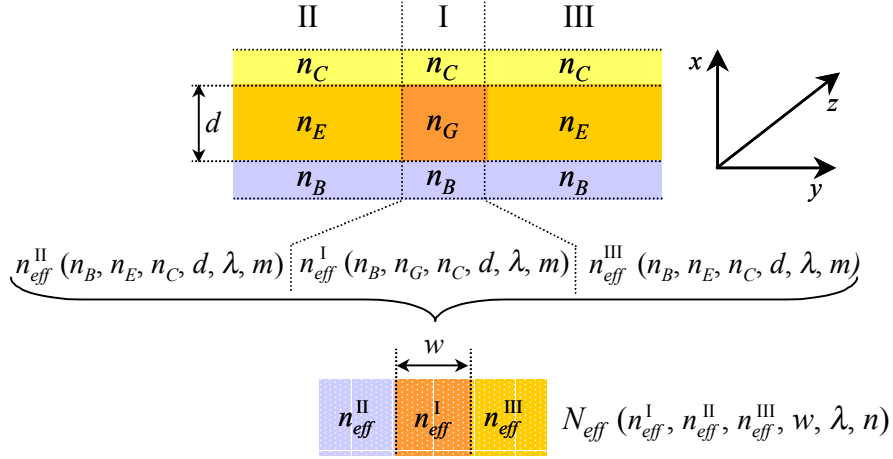 II I III
n_C n_C n_C
x
z
y
d
n_E n_G n_E
n_B n_B n_B
n_eff^II (n_B, n_E, n_C, d, λ, m) n_eff^I (n_B, n_G, n_C, d, λ, m) n_eff^III (n_B, n_E, n_C, d, λ, m)
w
n_eff^II n_eff^I n_eff^III N_eff (n_eff^I, n_eff^II, n_eff^III, w, λ, n)